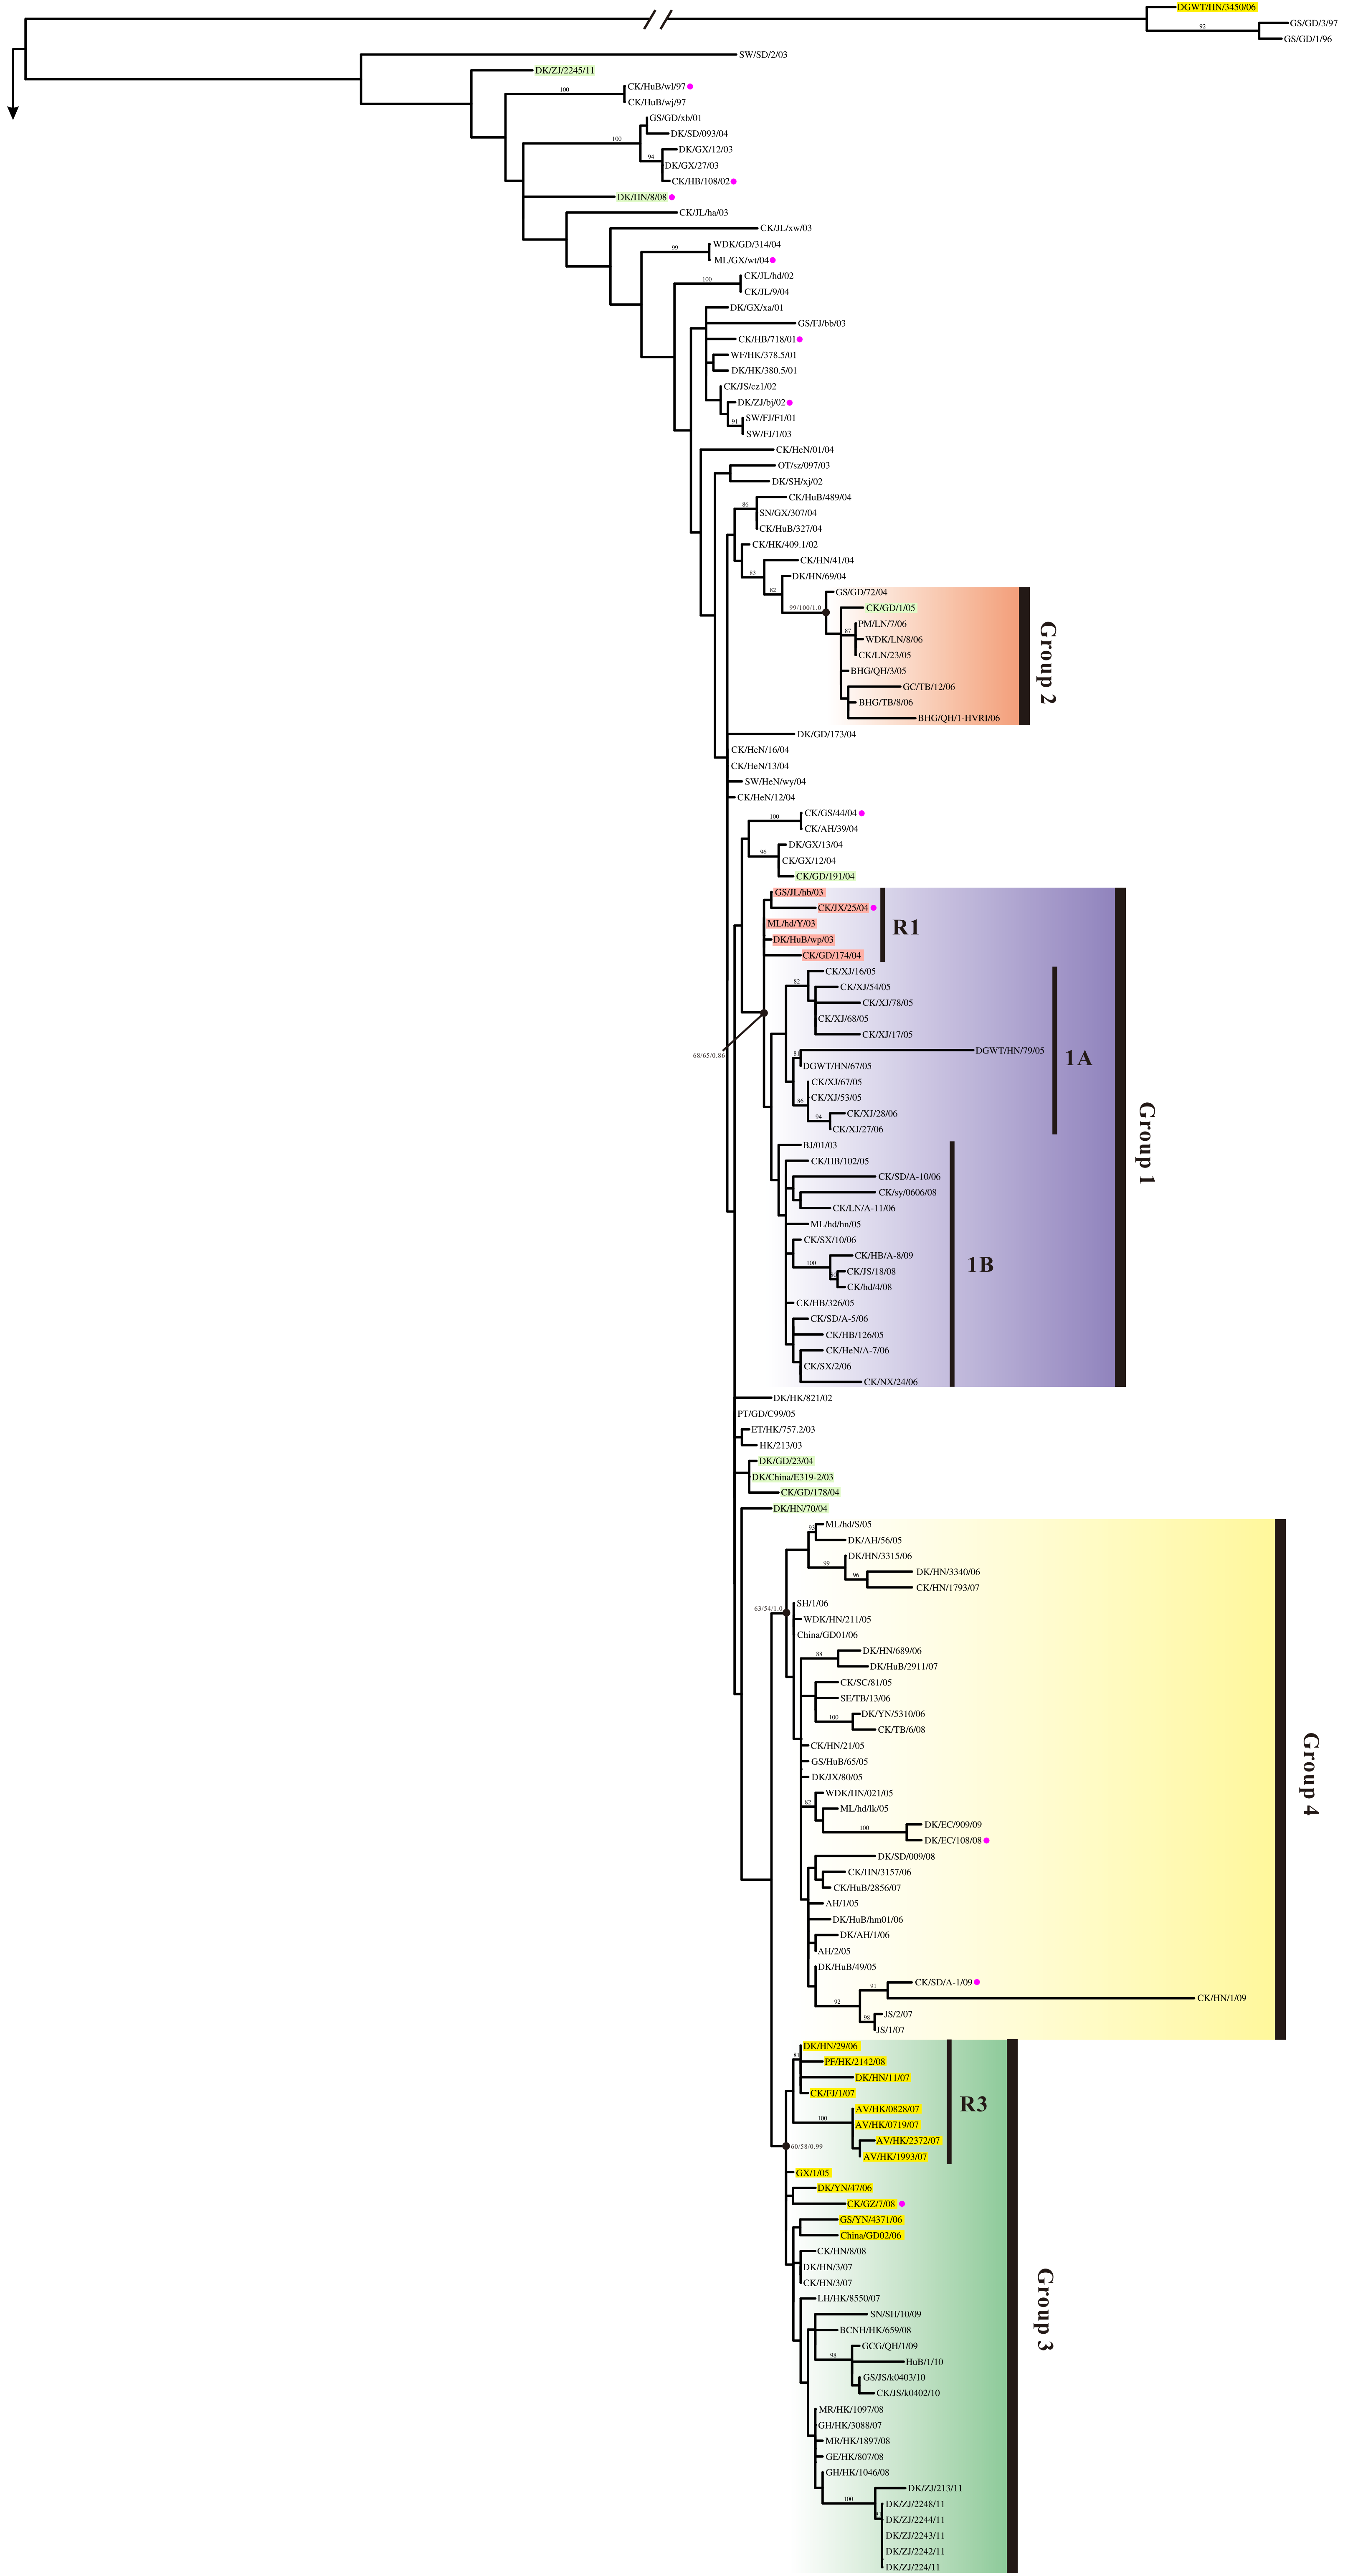 DGWT/HN/3450/06
92
GS/GD/3/97
GS/GD/1/96
SW/SD/2/03
DK/ZJ/2245/11
100
CK/HuB/wl/97
CK/HuB/wj/97
GS/GD/xb/01
100
DK/SD/093/04
DK/GX/12/03
94
DK/GX/27/03
CK/HB/108/02
DK/HN/8/08
CK/JL/ha/03
CK/JL/xw/03
WDK/GD/314/04
99
ML/GX/wt/04
CK/JL/hd/02
100
CK/JL/9/04
DK/GX/xa/01
GS/FJ/bb/03
CK/HB/718/01
WF/HK/378.5/01
DK/HK/380.5/01
CK/JS/cz1/02
DK/ZJ/bj/02
SW/FJ/F1/01
91
SW/FJ/1/03
CK/HeN/01/04
OT/sz/097/03
DK/SH/xj/02
CK/HuB/489/04
86
SN/GX/307/04
CK/HuB/327/04
CK/HK/409.1/02
CK/HN/41/04
83
DK/HN/69/04
82
GS/GD/72/04
99/100/1.0
CK/GD/1/05
PM/LN/7/06
87
WDK/LN/8/06
CK/LN/23/05
BHG/QH/3/05
GC/TB/12/06
BHG/TB/8/06
BHG/QH/1-HVRI/06
Group 2
DK/GD/173/04
CK/HeN/16/04
CK/HeN/13/04
SW/HeN/wy/04
CK/HeN/12/04
CK/GS/44/04
100
CK/AH/39/04
DK/GX/13/04
96
CK/GX/12/04
CK/GD/191/04
GS/JL/hb/03
CK/JX/25/04
ML/hd/Y/03
R1
DK/HuB/wp/03
CK/GD/174/04
CK/XJ/16/05
82
CK/XJ/54/05
CK/XJ/78/05
CK/XJ/68/05
CK/XJ/17/05
68/65/0.86
DGWT/HN/79/05
81
1A
DGWT/HN/67/05
CK/XJ/67/05
CK/XJ/53/05
86
CK/XJ/28/06
94
CK/XJ/27/06
Group 1
BJ/01/03
CK/HB/102/05
CK/SD/A-10/06
CK/sy/0606/08
CK/LN/A-11/06
ML/hd/hn/05
CK/SX/10/06
CK/HB/A-8/09
100
1B
CK/JS/18/08
CK/hd/4/08
CK/HB/326/05
CK/SD/A-5/06
CK/HB/126/05
CK/HeN/A-7/06
CK/SX/2/06
CK/NX/24/06
DK/HK/821/02
PT/GD/C99/05
ET/HK/757.2/03
HK/213/03
DK/GD/23/04
DK/China/E319-2/03
CK/GD/178/04
DK/HN/70/04
ML/hd/S/05
DK/AH/56/05
DK/HN/3315/06
99
DK/HN/3340/06
96
CK/HN/1793/07
SH/1/06
63/54/1.0
WDK/HN/211/05
China/GD01/06
DK/HN/689/06
88
DK/HuB/2911/07
CK/SC/81/05
SE/TB/13/06
DK/YN/5310/06
100
CK/TB/6/08
CK/HN/21/05
GS/HuB/65/05
DK/JX/80/05
Group 4
WDK/HN/021/05
82
ML/hd/lk/05
DK/EC/909/09
100
DK/EC/108/08
DK/SD/009/08
CK/HN/3157/06
CK/HuB/2856/07
AH/1/05
DK/HuB/hm01/06
DK/AH/1/06
AH/2/05
DK/HuB/49/05
CK/SD/A-1/09
91
CK/HN/1/09
92
JS/2/07
98
JS/1/07
DK/HN/29/06
81
PF/HK/2142/08
DK/HN/11/07
CK/FJ/1/07
R3
AV/HK/0828/07
100
AV/HK/0719/07
AV/HK/2372/07
60/58/0.99
AV/HK/1993/07
GX/1/05
DK/YN/47/06
CK/GZ/7/08
GS/YN/4371/06
China/GD02/06
CK/HN/8/08
DK/HN/3/07
CK/HN/3/07
LH/HK/8550/07
Group 3
SN/SH/10/09
BCNH/HK/659/08
GCG/QH/1/09
98
HuB/1/10
GS/JS/k0403/10
CK/JS/k0402/10
MR/HK/1097/08
GH/HK/3088/07
MR/HK/1897/08
GE/HK/807/08
GH/HK/1046/08
DK/ZJ/213/11
100
DK/ZJ/2248/11
DK/ZJ/2244/11
DK/ZJ/2243/11
DK/ZJ/2242/11
DK/ZJ/224/11